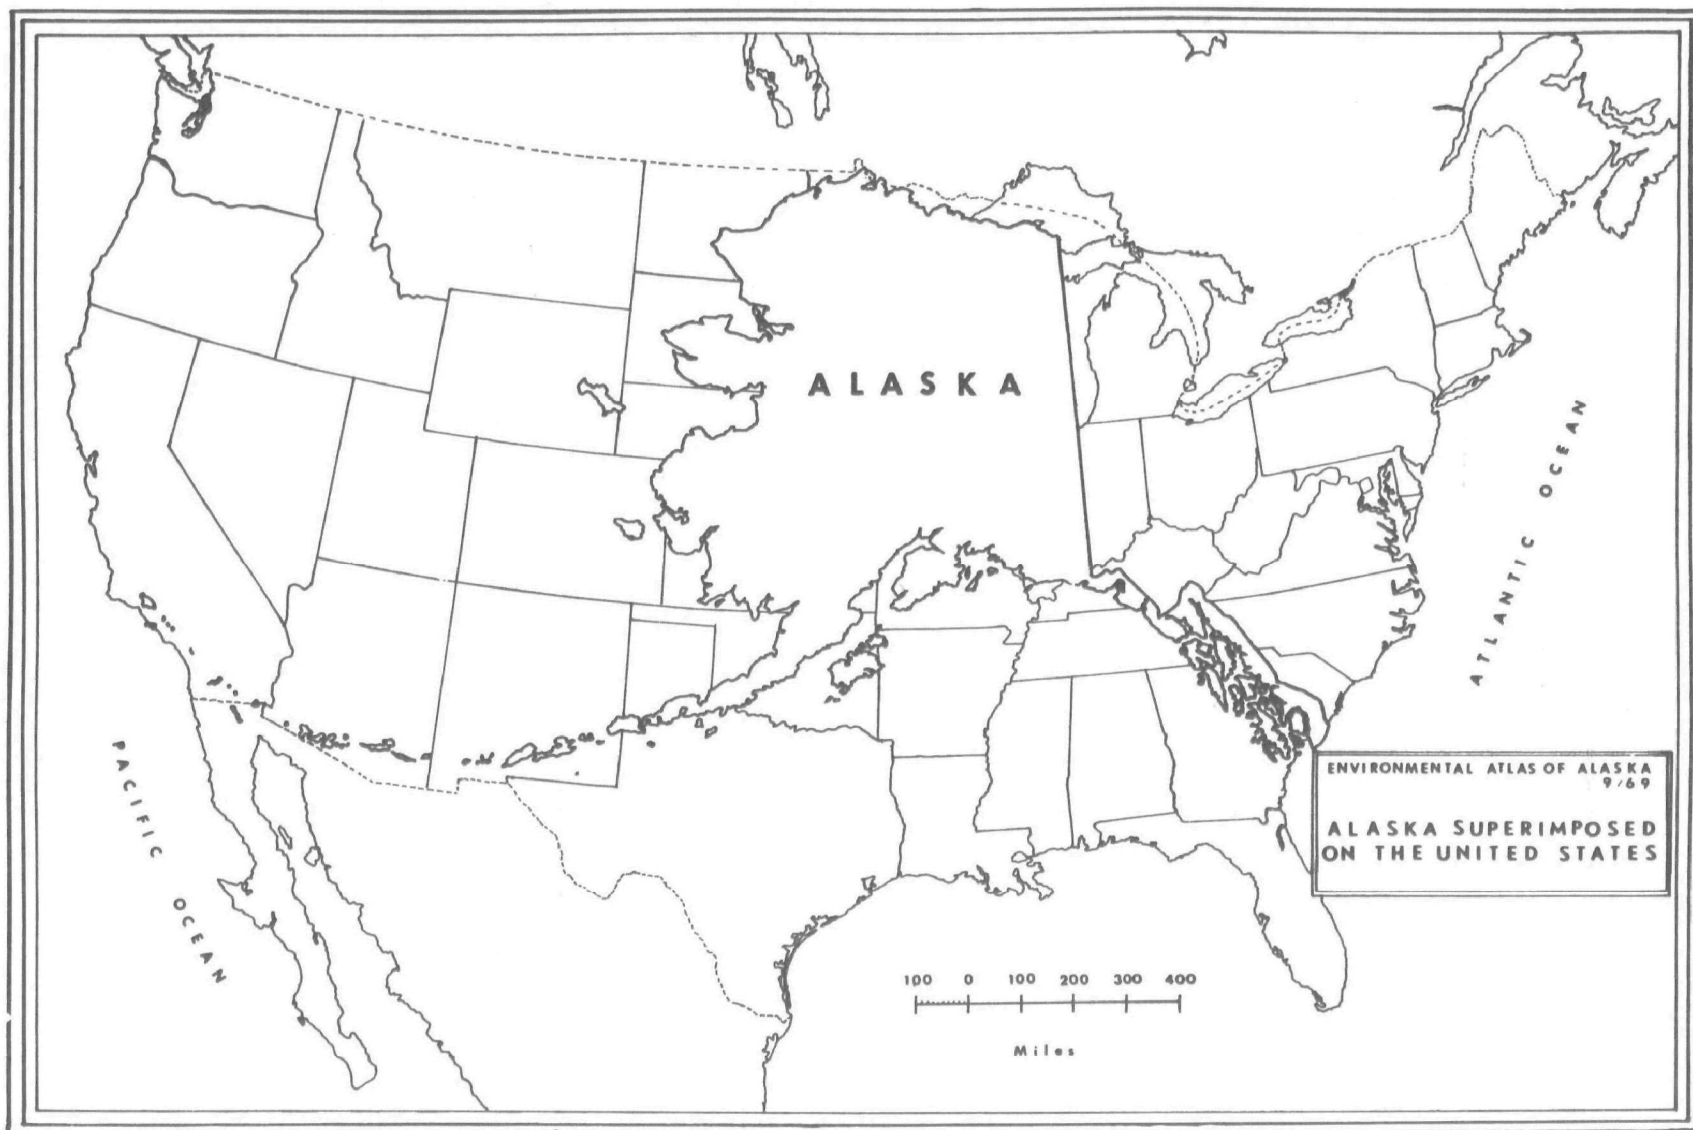 ALASKA
ATLANTIC OCEAN
PACIFIC OCEAN
ENVIRONMENTAL ATLAS OF ALASKA
9/69
ALASKA SUPERIMPOSED
ON THE UNITED STATES
100 0 100 200 300 400
Miles